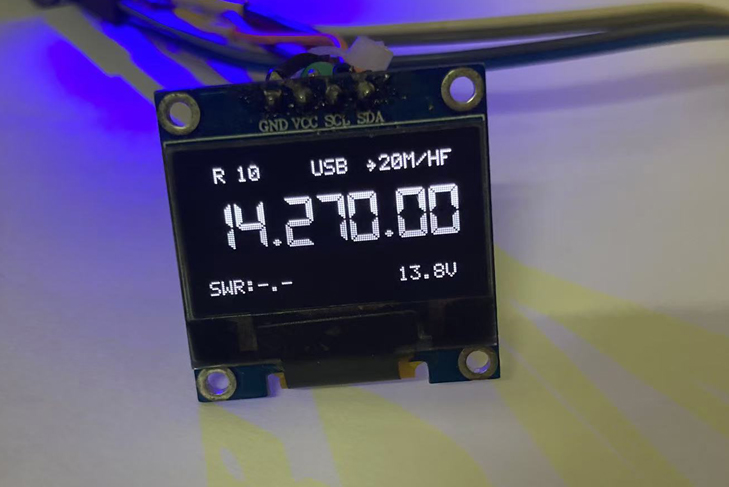 GND VCC SCL SDA
R 10 USB →20M/HF
14.270.00
SWR:-.- 13.8V